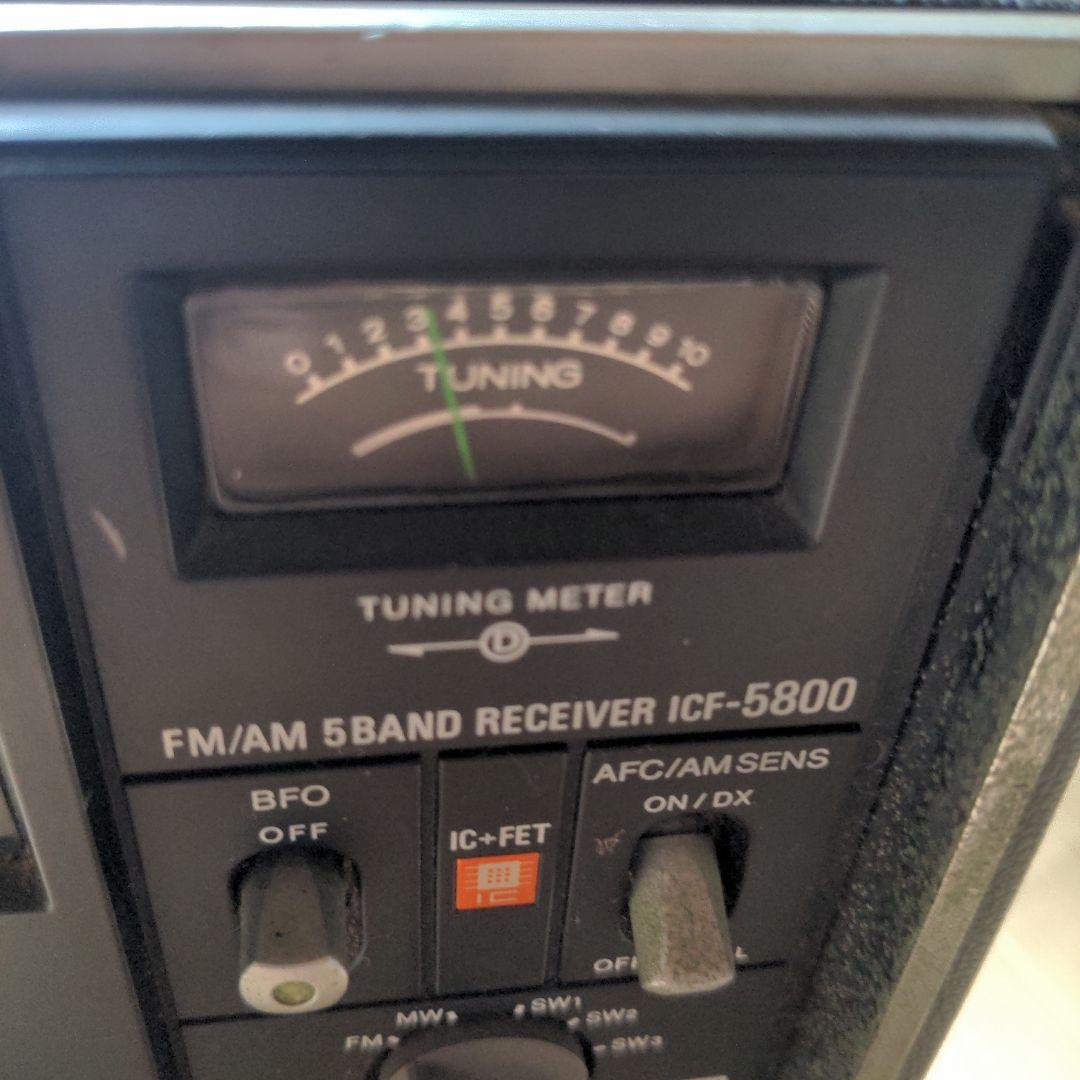 0 1 2 3 4 5 6 7 8 9 10
TUNING
TUNING METER
D
FM/AM 5BAND RECEIVER ICF-5800
BFO
OFF
IC+FET
IC
AFC/AM SENS
ON/DX
MW
SW1
SW2
FM
SW3